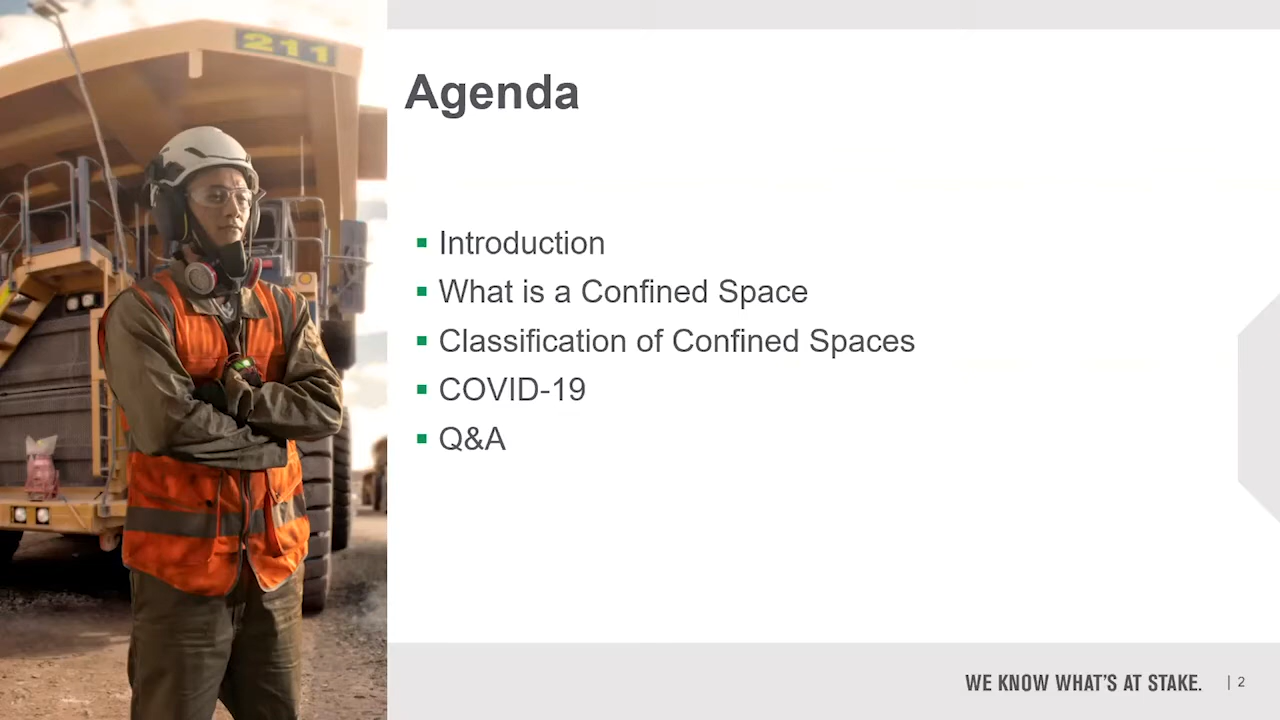 211
Agenda
Introduction
What is a Confined Space
Classification of Confined Spaces
COVID-19
Q&A
WE KNOW WHAT'S AT STAKE.
| 2